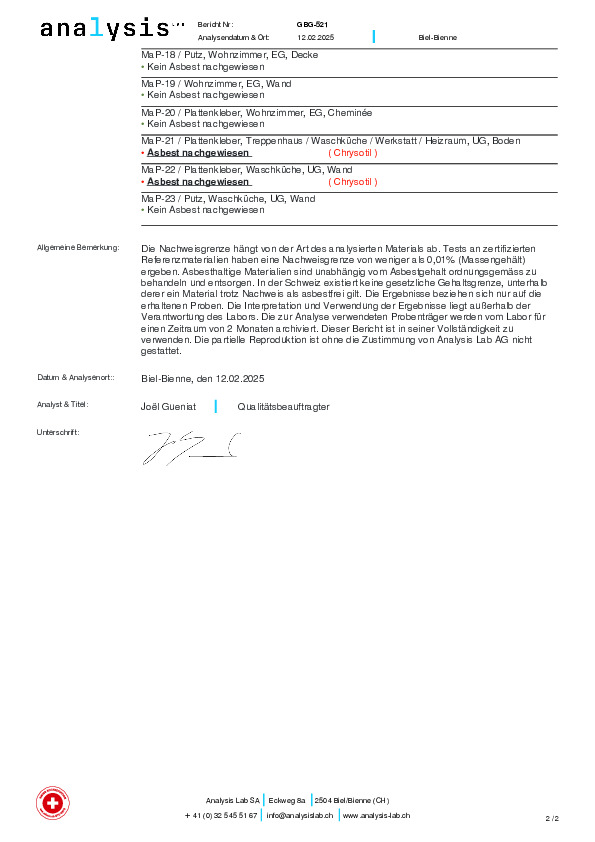 analysis
Bericht Nr: GBG-521
Analysendatum & Ort: 12.02.2025 Biel-Bienne
MaP-18 / Putz, Wohnzimmer, EG, Decke
• Kein Asbest nachgewiesen
MaP-19 / Wohnzimmer, EG, Wand
• Kein Asbest nachgewiesen
MaP-20 / Plattenkleber, Wohnzimmer, EG, Cheminée
• Kein Asbest nachgewiesen
MaP-21 / Plattenkleber, Treppenhaus / Waschküche / Werkstatt / Heizraum, UG, Boden
• Asbest nachgewiesen ( Chrysotil )
MaP-22 / Plattenkleber, Waschküche, UG, Wand
• Asbest nachgewiesen ( Chrysotil )
MaP-23 / Putz, Waschküche, UG, Wand
• Kein Asbest nachgewiesen
Allgemeine Bemerkung:
Die Nachweisgrenze hängt von der Art des analysierten Materials ab. Tests an zertifizierten
Referenzmaterialien haben eine Nachweisgrenze von weniger als 0,01% (Massengehält)
ergeben. Asbesthaltige Materialien sind unabhängig vom Asbestgehalt ordnungsgemäss zu
behandeln und entsorgen. In der Schweiz existiert keine gesetzliche Gehaltsgrenze, unterhalb
derer ein Material trotz Nachweis als asbestfrei gilt. Die Ergebnisse beziehen sich nur auf die
erhaltenen Proben. Die Interpretation und Verwendung der Ergebnisse liegt außerhalb der
Verantwortung des Labors. Die zur Analyse verwendeten Probenträger werden vom Labor für
einen Zeitraum von 2 Monaten archiviert. Dieser Bericht ist in seiner Vollständigkeit zu
verwenden. Die partielle Reproduktion ist ohne die Zustimmung von Analysis Lab AG nicht
gestattet.
Datum & Analysenort:: Biel-Bienne, den 12.02.2025
Analyst & Titel: Joël Gueniat Qualitätsbeauftragter
Unterschrift:
Analysis Lab SA Eckweg 8a 2504 Biel/Bienne (CH)
+ 41 (0) 32 545 51 67 info@analysislab.ch www.analysis-lab.ch
2 / 2